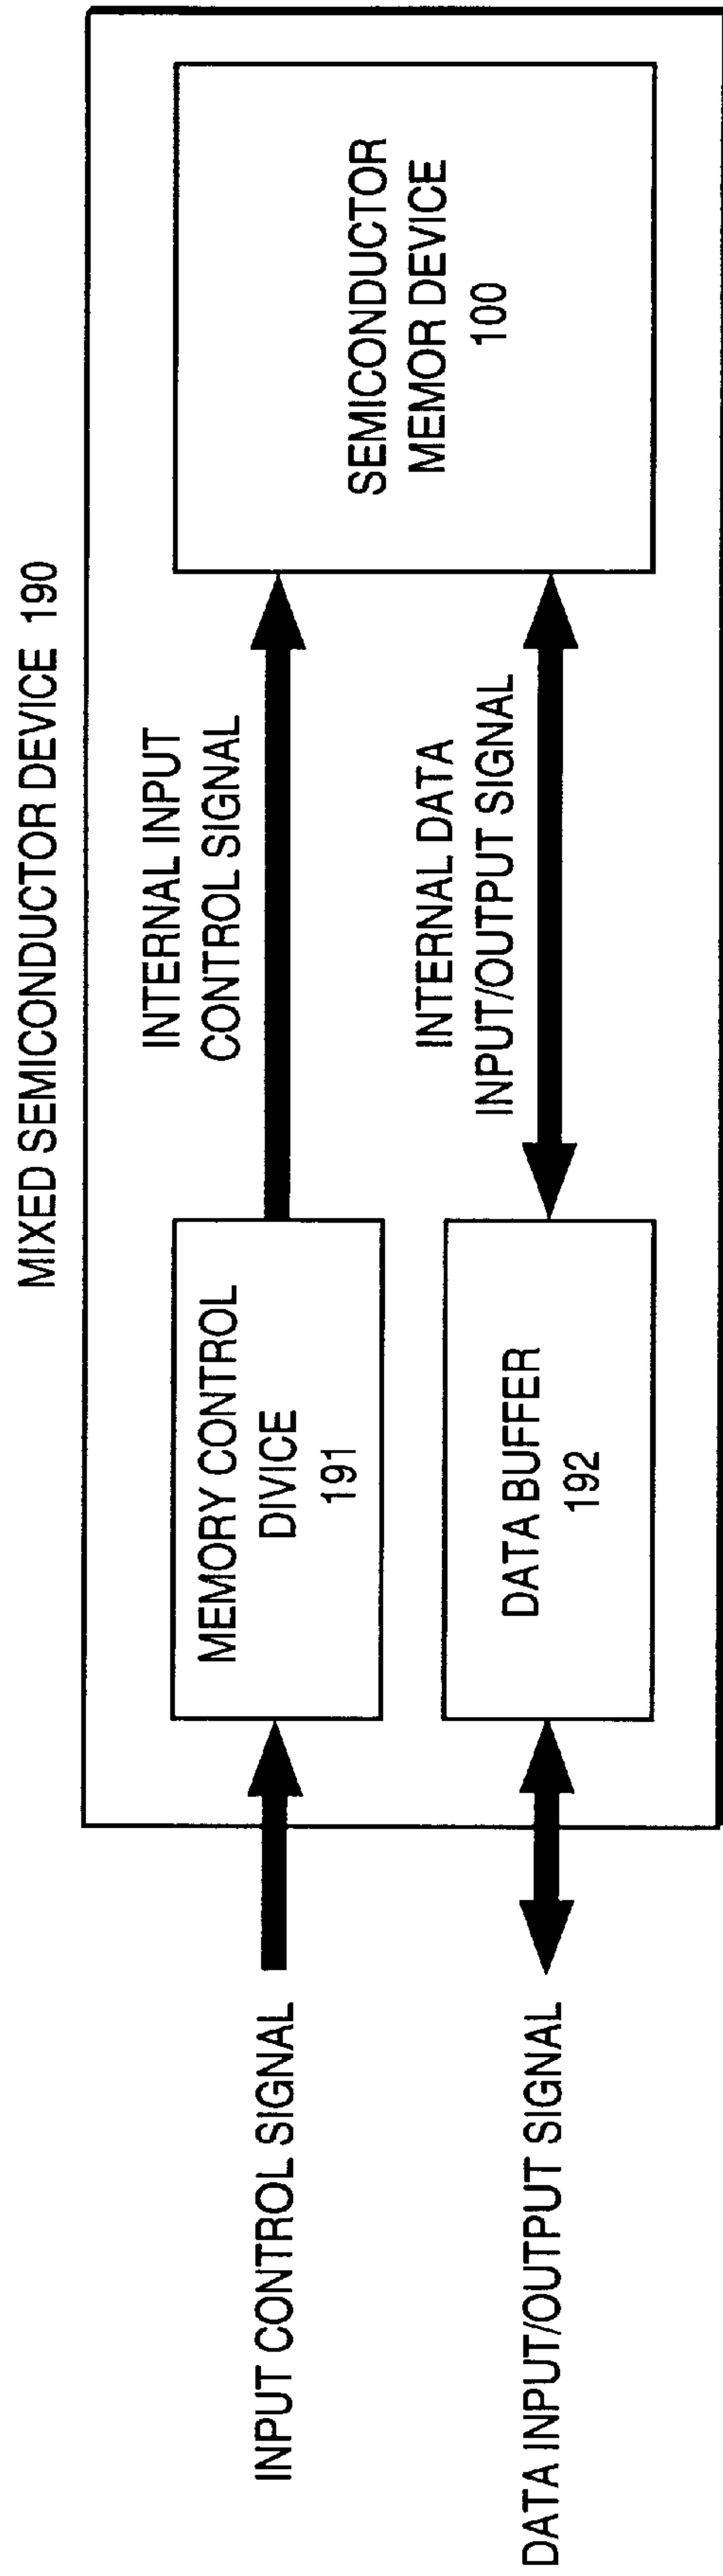 MIXED SEMICONDUCTOR DEVICE 190
INPUT CONTROL SIGNAL
MEMORY CONTROL
DIVICE
191
INTERNAL INPUT
CONTROL SIGNAL
SEMICONDUCTOR
MEMOR DEVICE
100
DATA INPUT/OUTPUT SIGNAL
DATA BUFFER
192
INTERNAL DATA
INPUT/OUTPUT SIGNAL